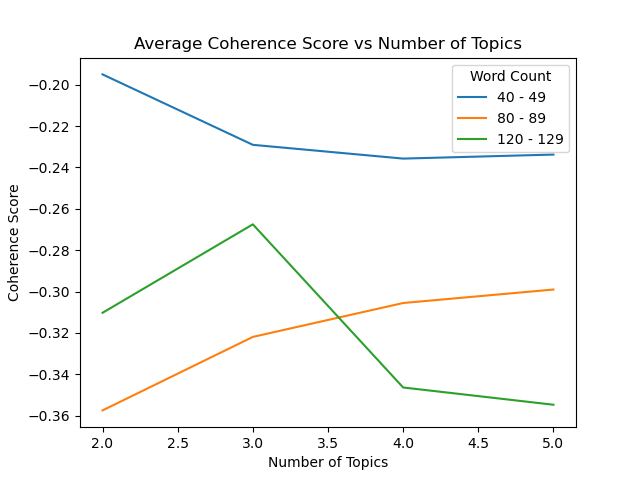 Average Coherence Score vs Number of Topics
Word Count
40 - 49
80 - 89
120 - 129
Coherence Score
−0.20
−0.22
−0.24
−0.26
−0.28
−0.30
−0.32
−0.34
−0.36
2.0 2.5 3.0 3.5 4.0 4.5 5.0
Number of Topics